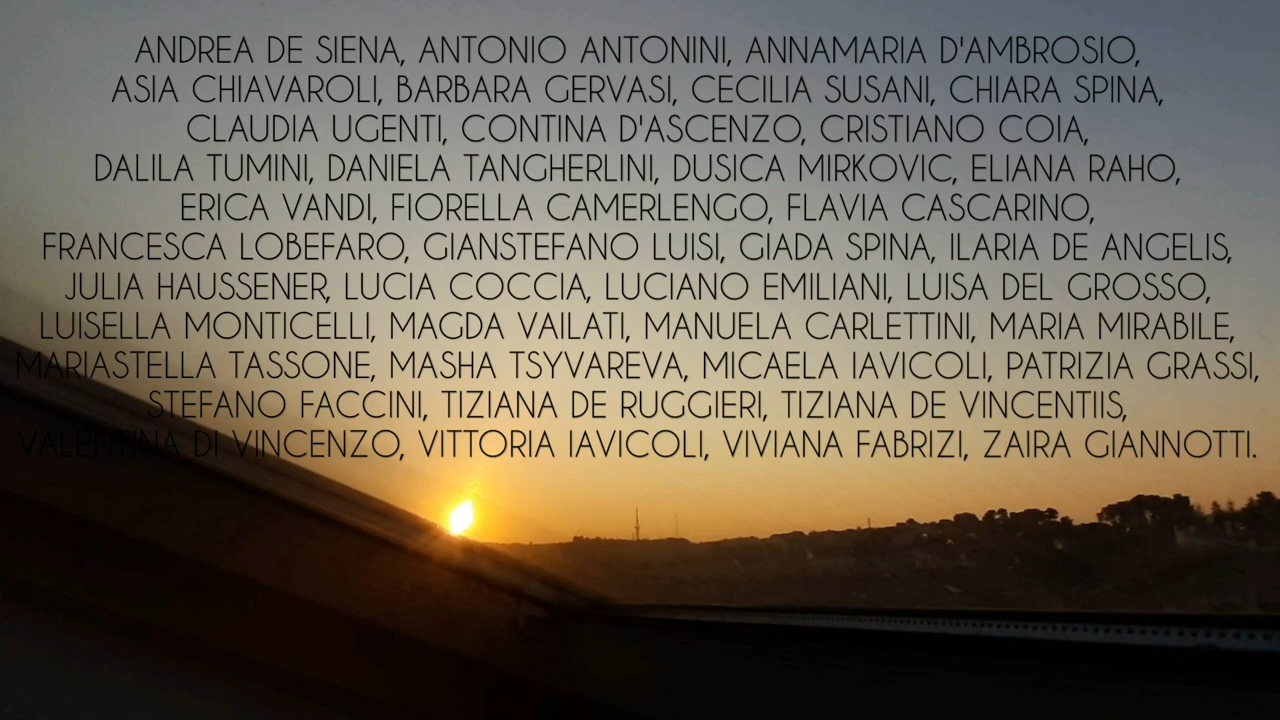 ANDREA DE SIENA, ANTONIO ANTONINI, ANNAMARIA D'AMBROSIO,
ASIA CHIAVAROLI, BARBARA GERVASI, CECILIA SUSANI, CHIARA SPINA,
CLAUDIA UGENTI, CONTINA D'ASCENZO, CRISTIANO COIA,
DALILA TUMINI, DANIELA TANGHERLINI, DUSICA MIRKOVIC, ELIANA RAHO,
ERICA VANDI, FIORELLA CAMERLENGO, FLAVIA CASCARINO,
FRANCESCA LOBEFARO, GIANSTEFANO LUISI, GIADA SPINA, ILARIA DE ANGELIS,
JULIA HAUSSENER, LUCIA COCCIA, LUCIANO EMILIANI, LUISA DEL GROSSO,
LUISELLA MONTICELLI, MAGDA VAILATI, MANUELA CARLETTINI, MARIA MIRABILE,
MARIASTELLA TASSONE, MASHA TSYVAREVA, MICAELA IAVICOLI, PATRIZIA GRASSI,
STEFANO FACCINI, TIZIANA DE RUGGIERI, TIZIANA DE VINCENTIIS,
VALENTINA DI VINCENZO, VITTORIA IAVICOLI, VIVIANA FABRIZI, ZAIRA GIANNOTTI.